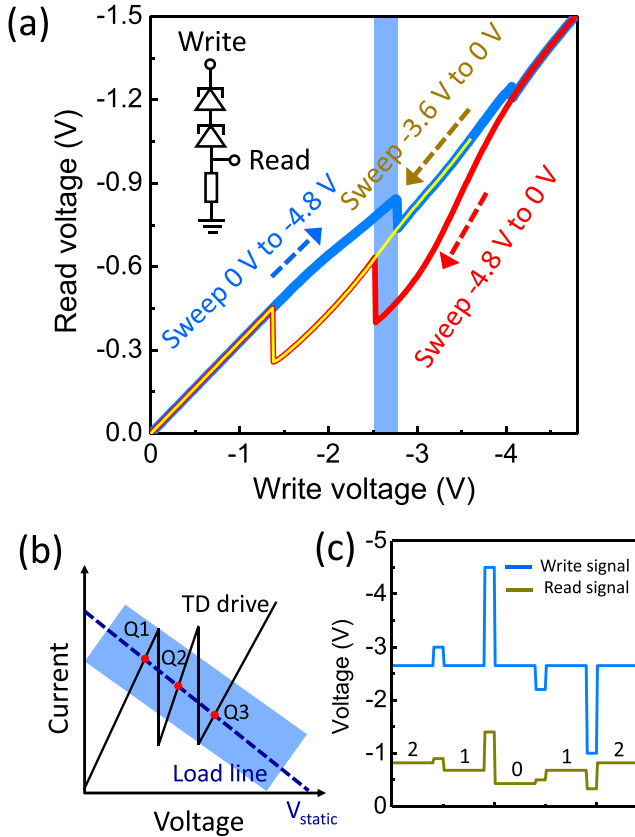 (a)
-1.5
-1.2
-0.9
-0.6
-0.3
0.0
Read voltage (V)
Write
Read
Sweep 0 V to -4.8 V
Sweep -3.6 V to 0 V
Sweep -4.8 V to 0 V
0
-1
-2
-3
-4
Write voltage (V)
(b)
Current
TD drive
Q1
Q2
Q3
Load line
Voltage
V_static
(c)
-5
-4
-3
-2
-1
0
Voltage (V)
Write signal
Read signal
2
1
0
1
2